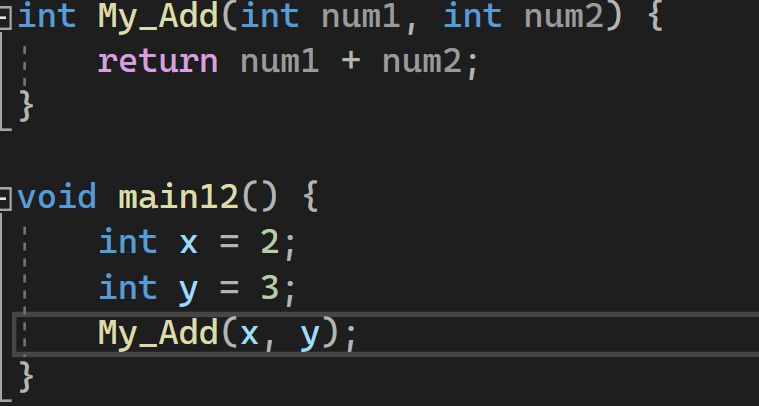 int My_Add(int num1, int num2) {
    return num1 + num2;
}
void main12() {
    int x = 2;
    int y = 3;
    My_Add(x, y);
}